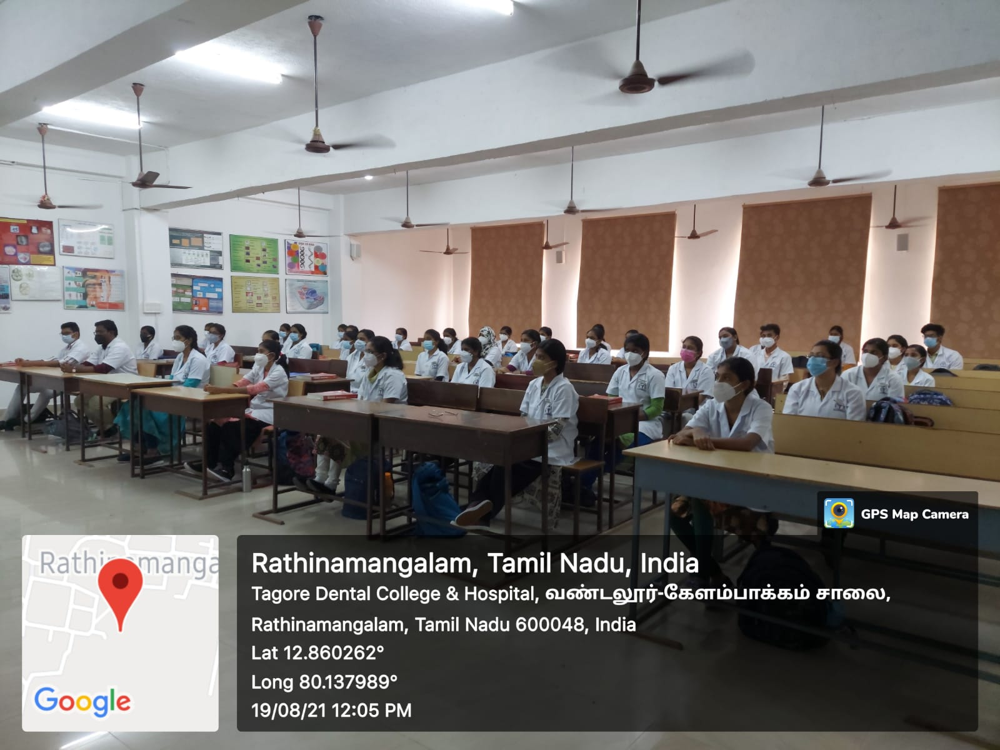 GPS Map Camera
Rathinamanga
Google
Rathinamangalam, Tamil Nadu, India
Tagore Dental College & Hospital, வண்டலூர்-கேளம்பாக்கம் சாலை,
Rathinamangalam, Tamil Nadu 600048, India
Lat 12.860262°
Long 80.137989°
19/08/21 12:05 PM